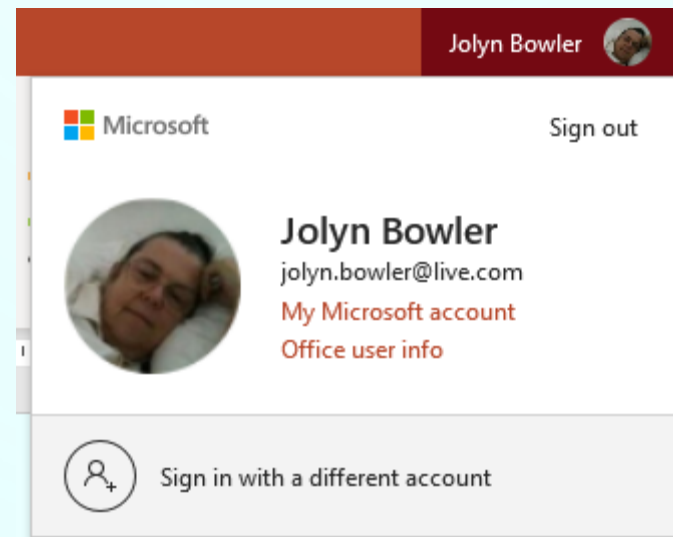 Jolyn Bowler
Microsoft
Sign out
Jolyn Bowler
jolyn.bowler@live.com
My Microsoft account
Office user info
Sign in with a different account